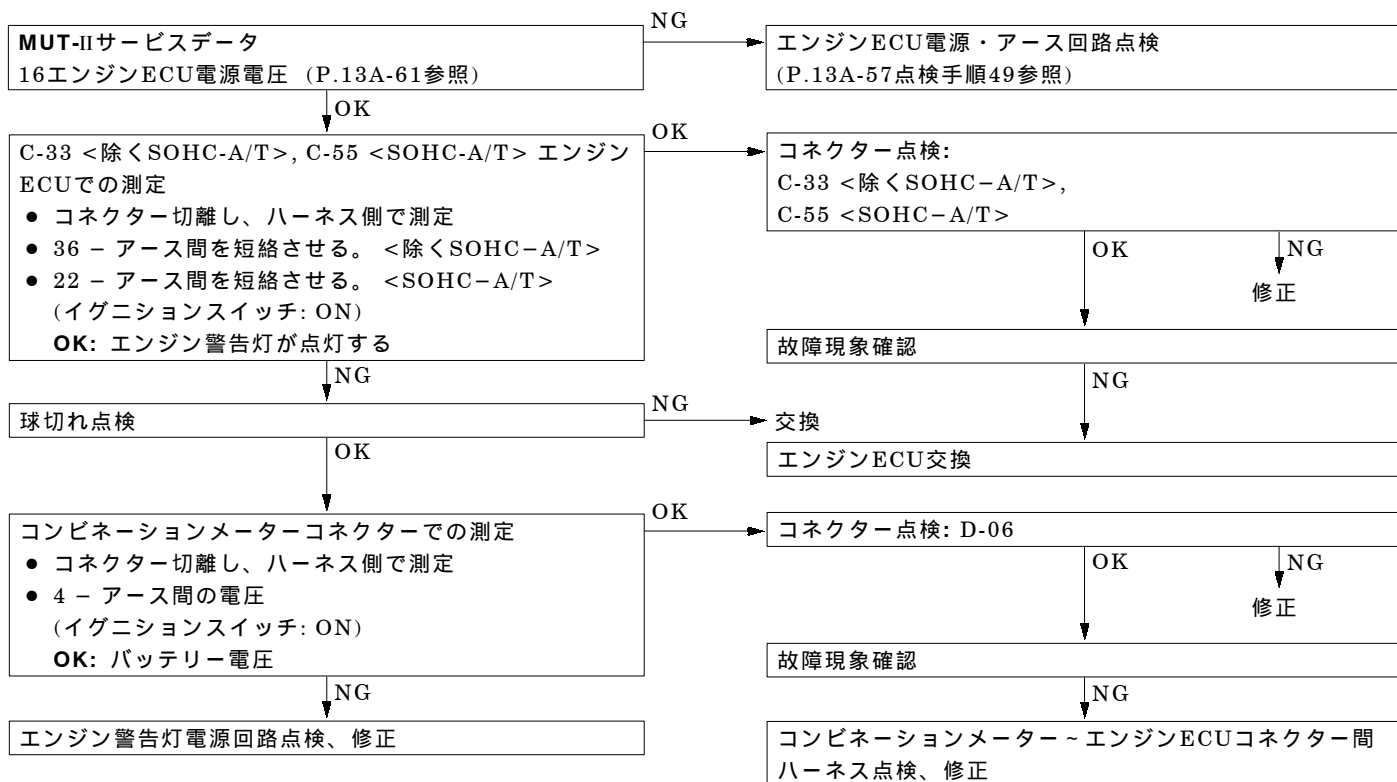 MUT-IIサービスデータ
16エンジンECU電源電圧 (P.13A-61参照)
NG
エンジンECU電源・アース回路点検
(P.13A-57点検手順49参照)
OK
C-33 <除くSOHC-A/T>, C-55 <SOHC-A/T> エンジン
ECUでの測定
● コネクター切離し、ハーネス側で測定
● 36 − アース間を短絡させる。 <除くSOHC−A/T>
● 22 − アース間を短絡させる。 <SOHC−A/T>
(イグニションスイッチ: ON)
OK: エンジン警告灯が点灯する
OK
コネクター点検:
C-33 <除くSOHC−A/T>,
C-55 <SOHC−A/T>
OK
NG
修正
故障現象確認
NG
エンジンECU交換
NG
球切れ点検
NG
交換
OK
コンビネーションメーターコネクターでの測定
● コネクター切離し、ハーネス側で測定
● 4 − アース間の電圧
(イグニションスイッチ: ON)
OK: バッテリー電圧
OK
コネクター点検: D-06
OK
NG
修正
故障現象確認
NG
コンビネーションメーター ~ エンジンECUコネクター間
ハーネス点検、修正
NG
エンジン警告灯電源回路点検、修正